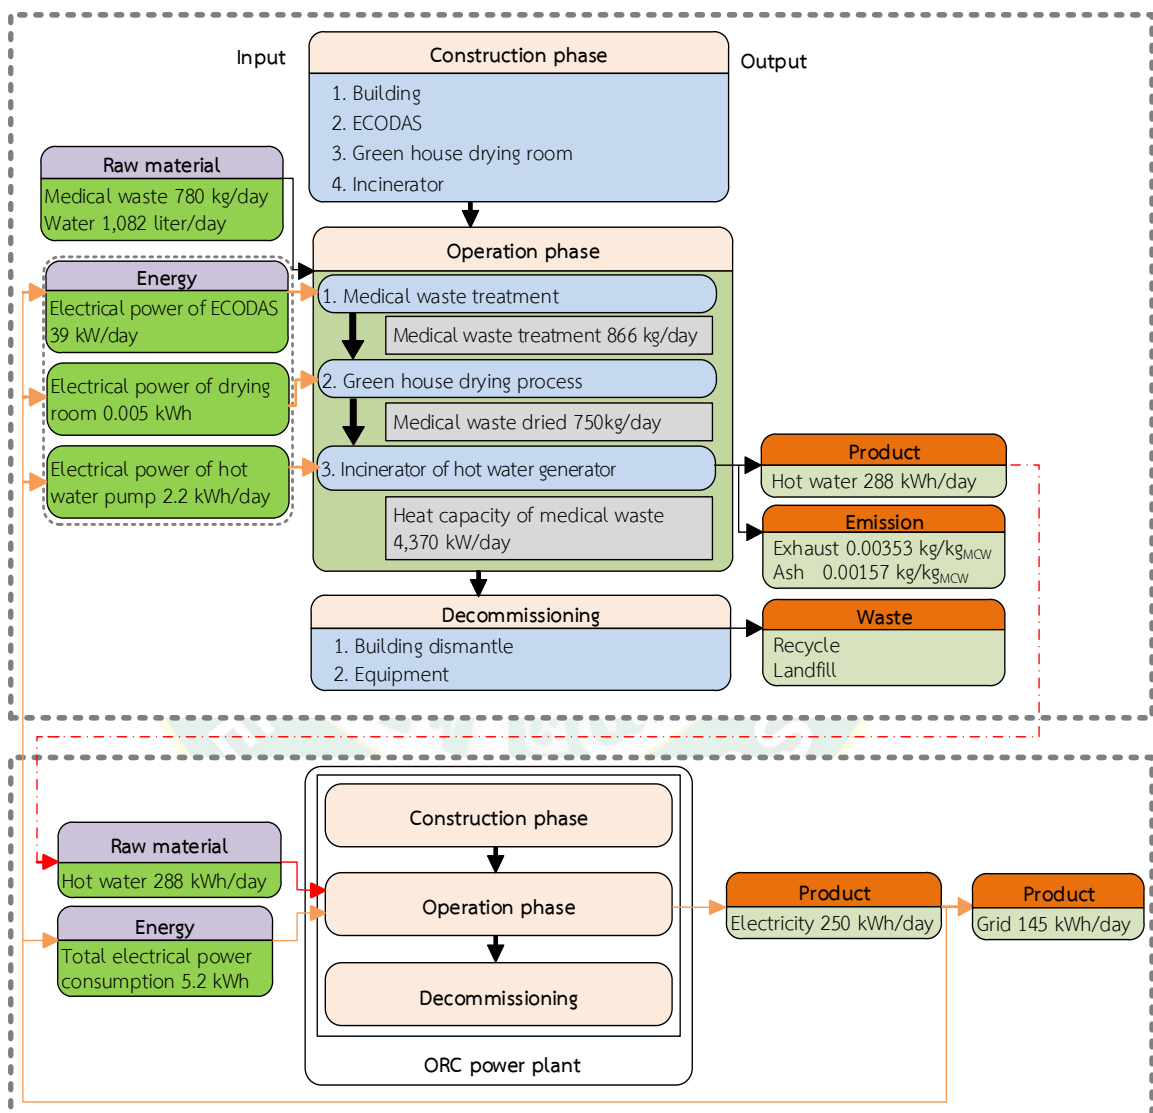 Input
Construction phase
Output
1. Building
2. ECODAS
3. Green house drying room
4. Incinerator
Raw material
Medical waste 780 kg/day
Water 1,082 liter/day
Operation phase
Energy
Electrical power of ECODAS
39 kW/day
1. Medical waste treatment
Medical waste treatment 866 kg/day
Electrical power of drying
room 0.005 kWh
2. Green house drying process
Medical waste dried 750kg/day
Electrical power of hot
water pump 2.2 kWh/day
3. Incinerator of hot water generator
Heat capacity of medical waste
4,370 kW/day
Product
Hot water 288 kWh/day
Emission
Exhaust 0.00353 kg/kgMCW
Ash 0.00157 kg/kgMCW
Decommissioning
1. Building dismantle
2. Equipment
Waste
Recycle
Landfill
Construction phase
Raw material
Hot water 288 kWh/day
Operation phase
Energy
Total electrical power
consumption 5.2 kWh
Decommissioning
ORC power plant
Product
Electricity 250 kWh/day
Product
Grid 145 kWh/day